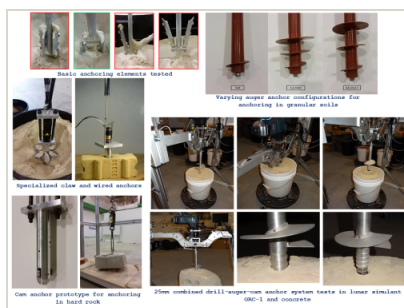 Basic anchoring elements tested
Varying auger anchor configurations for
anchoring in granular soils
Specialized claw and wired anchors
Cam anchor prototype for anchoring
in hard rock
25mm combined drill-auger-cam anchor system tests in lunar simulant
GRC-1 and concrete